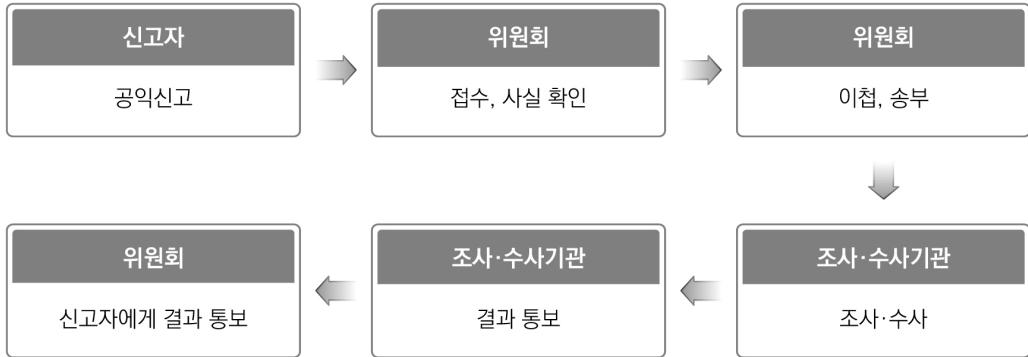 신고자
공익신고
위원회
접수, 사실 확인
위원회
이첩, 송부
조사·수사기관
조사·수사
조사·수사기관
결과 통보
위원회
신고자에게 결과 통보